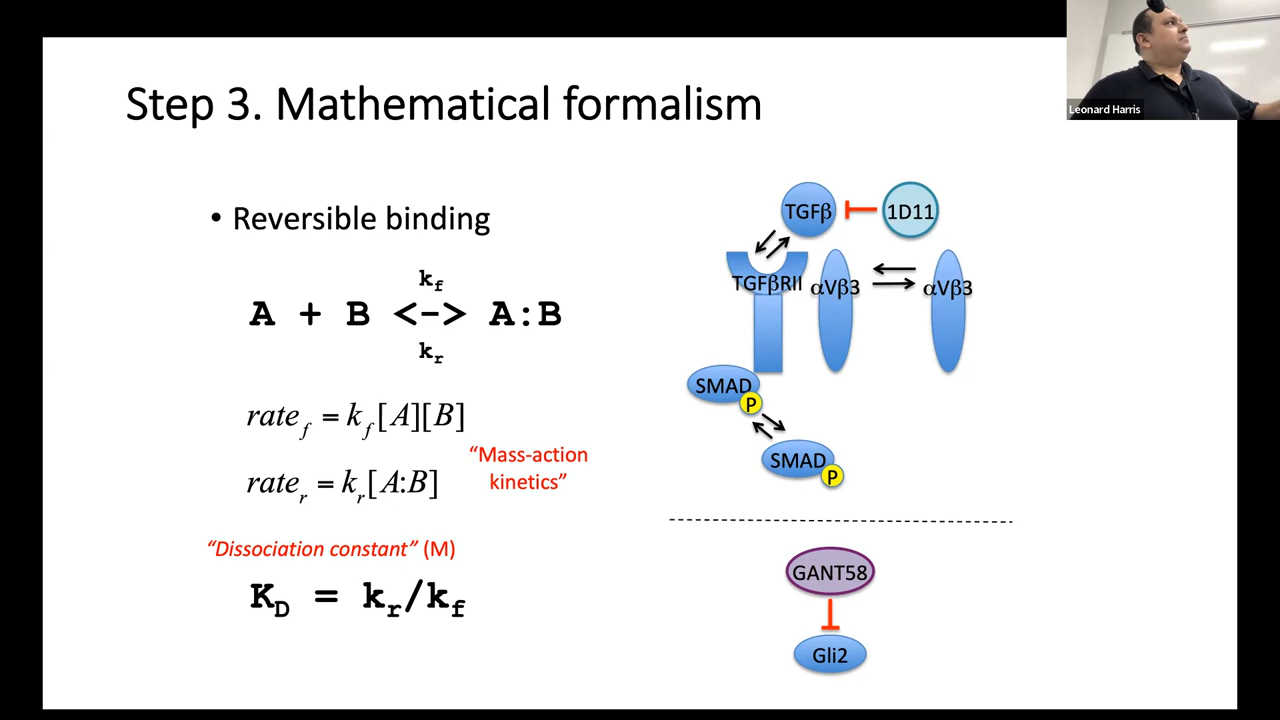 Leonard Harris
Step 3. Mathematical formalism
• Reversible binding
k_f
A + B <-> A:B
k_r
rate_f = k_f[A][B]
rate_r = k_r[A:B]
“Mass-action
kinetics”
“Dissociation constant” (M)
K_D = k_r/k_f
TGFβ
1D11
TGFβRII
αVβ3
αVβ3
SMAD
P
SMAD
P
GANT58
Gli2